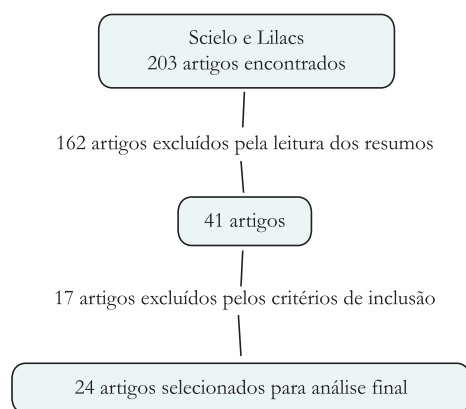 Scielo e Lilacs
203 artigos encontrados
162 artigos excluídos pela leitura dos resumos
41 artigos
17 artigos excluídos pelos critérios de inclusão
24 artigos selecionados para análise final